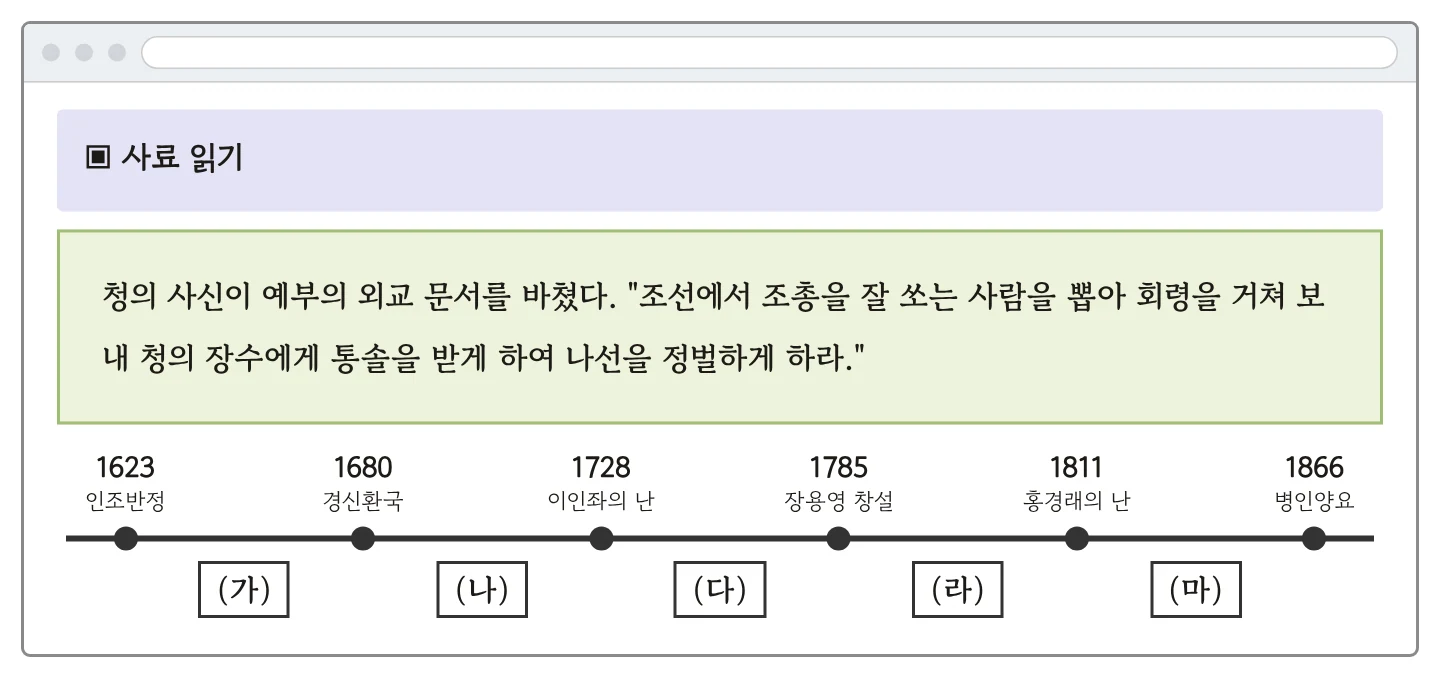 ▣ 사료 읽기
청의 사신이 예부의 외교 문서를 바쳤다. "조선에서 조총을 잘 쏘는 사람을 뽑아 회령을 거쳐 보
내 청의 장수에게 통솔을 받게 하여 나선을 정벌하게 하라."
1623 1680 1728 1785 1811 1866
인조반정 경신환국 이인좌의 난 장용영 창설 홍경래의 난 병인양요
(가) (나) (다) (라) (마)